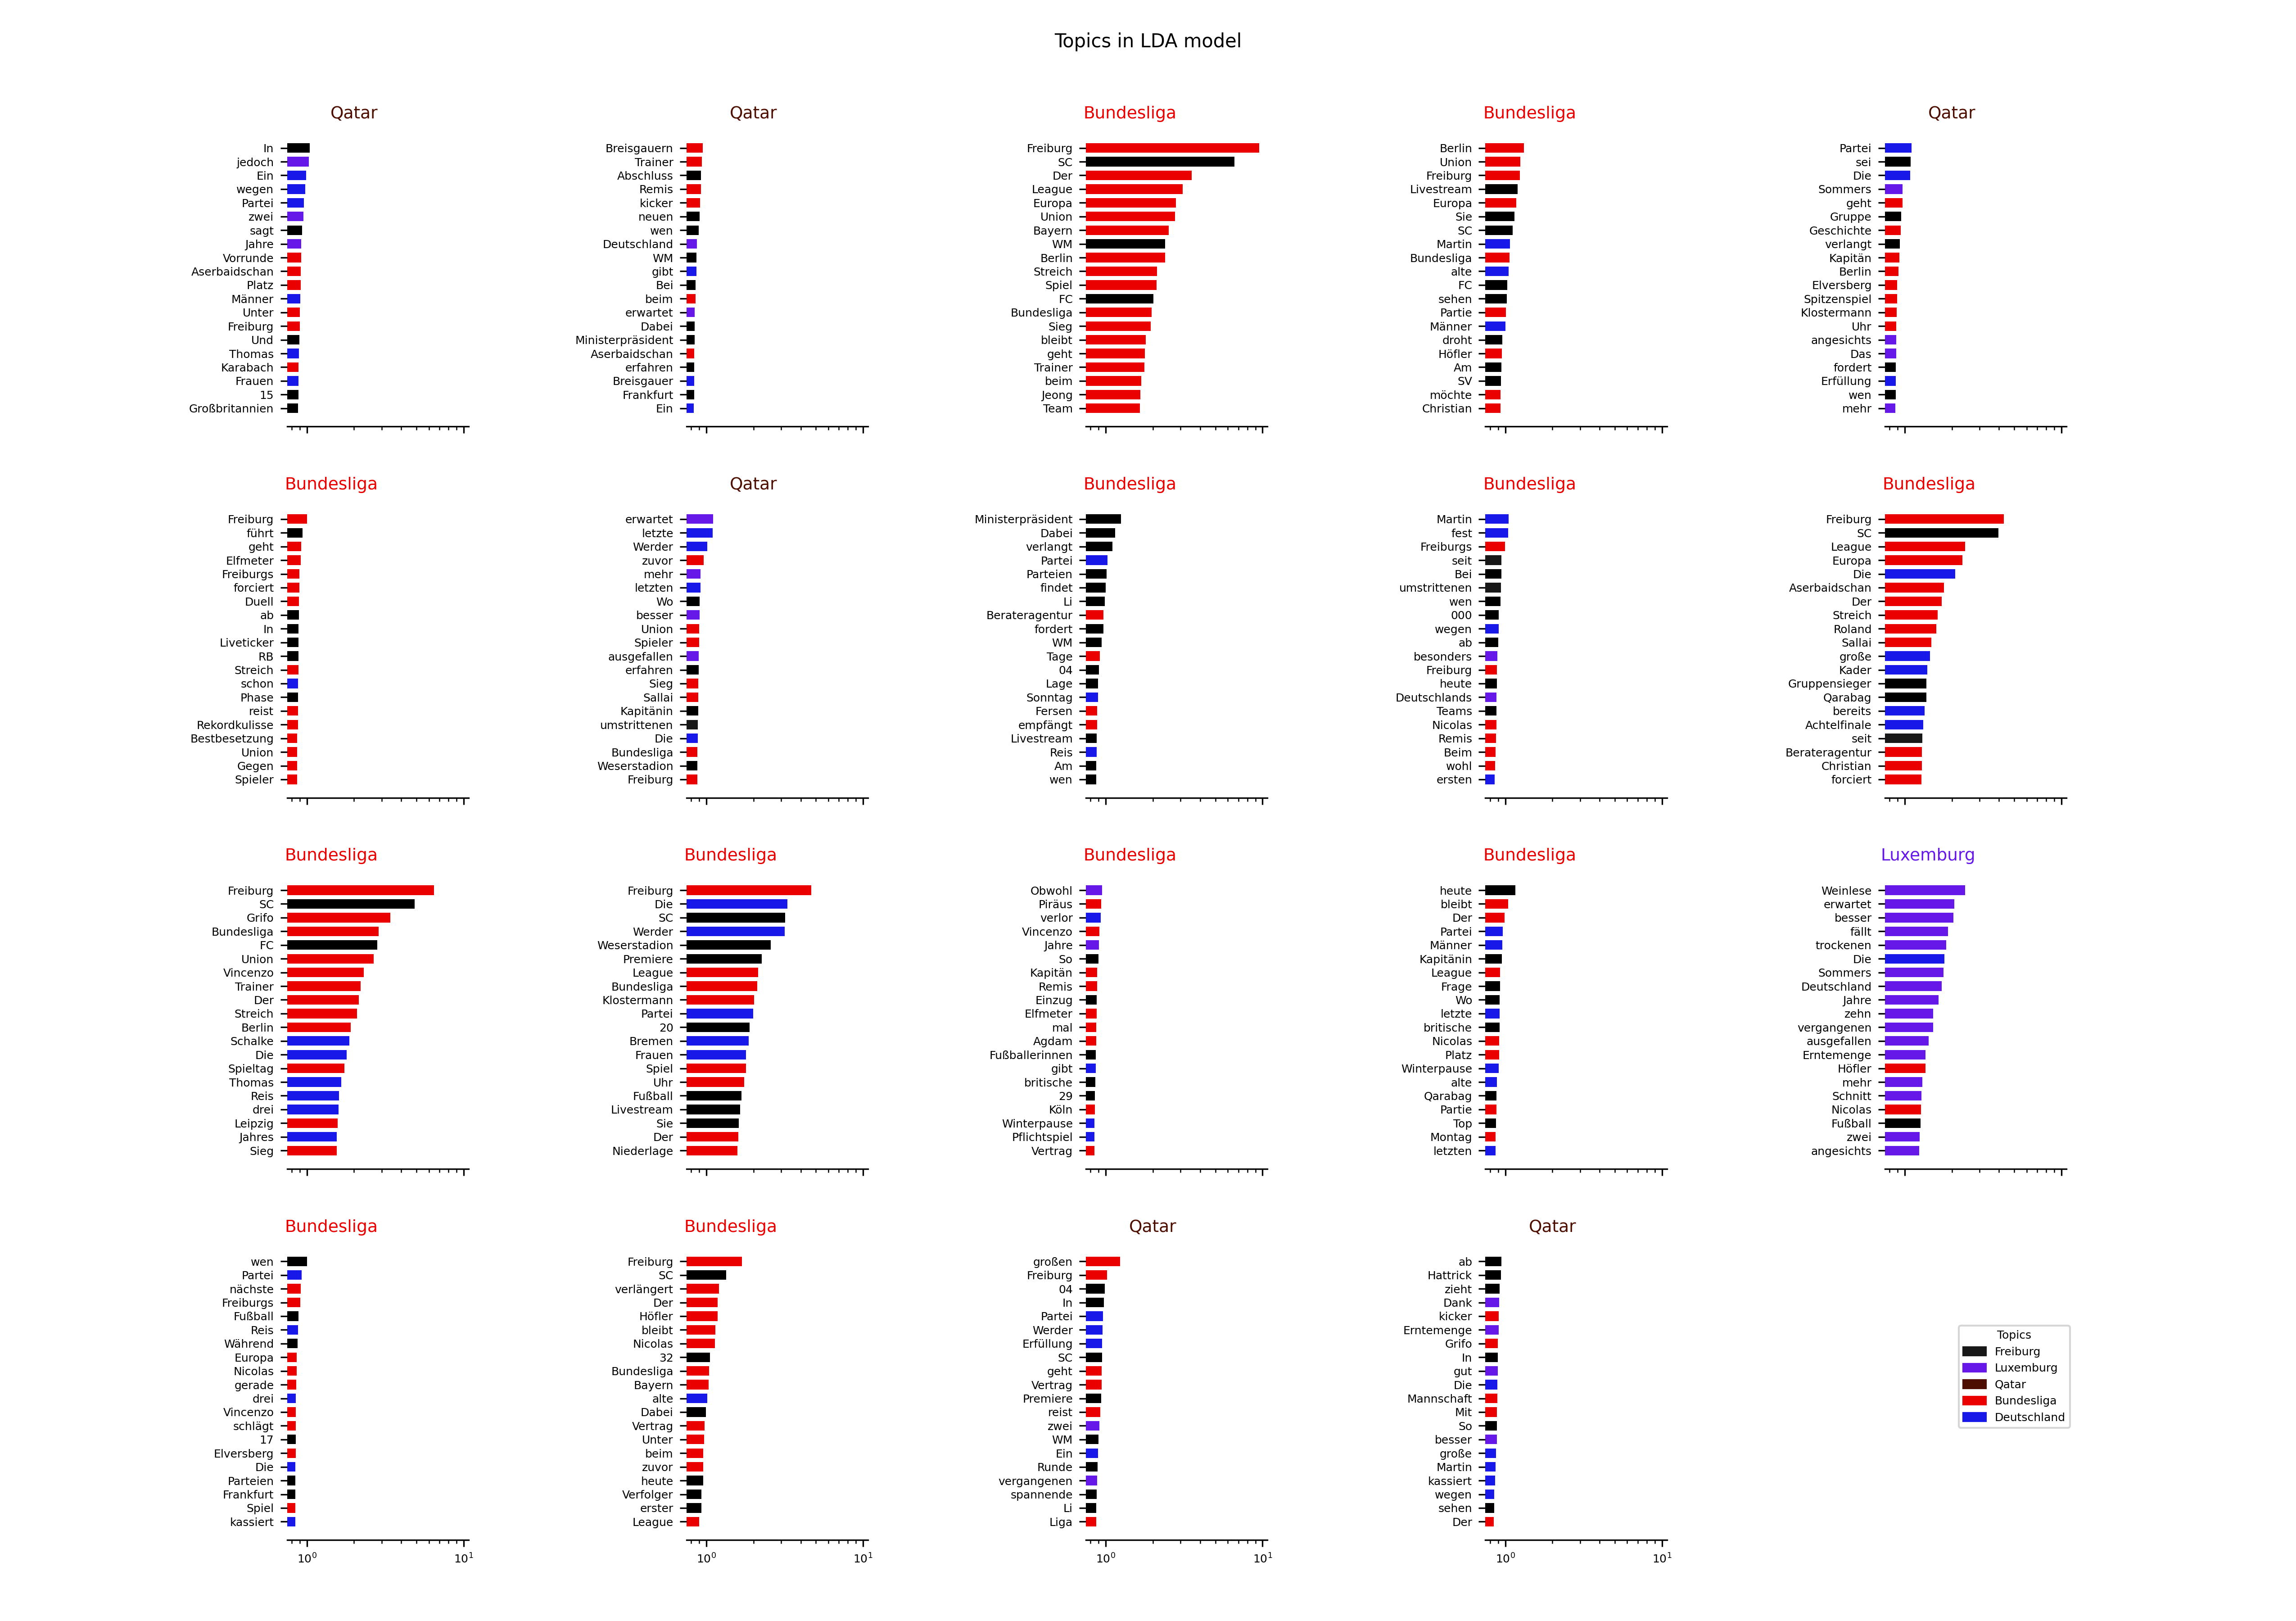 Topics in LDA model
Qatar
In
jedoch
Ein
wegen
Partei
zwei
sagt
Jahre
Vorrunde
Aserbaidschan
Platz
Männer
Unter
Freiburg
Und
Thomas
Karabach
Frauen
15
Großbritannien
Qatar
Breisgauern
Trainer
Abschluss
Remis
kicker
neuen
wen
Deutschland
WM
gibt
Bei
beim
erwartet
Dabei
Ministerpräsident
Aserbaidschan
erfahren
Breisgauer
Frankfurt
Ein
Bundesliga
Freiburg
SC
Der
League
Europa
Union
Bayern
WM
Berlin
Streich
Spiel
FC
Bundesliga
Sieg
bleibt
geht
Trainer
beim
Jeong
Team
Bundesliga
Berlin
Union
Freiburg
Livestream
Europa
Sie
SC
Martin
Bundesliga
alte
FC
sehen
Partie
Männer
droht
Höfler
Am
SV
möchte
Christian
Qatar
Partei
sei
Die
Sommers
geht
Gruppe
Geschichte
verlangt
Kapitän
Berlin
Elversberg
Spitzenspiel
Klostermann
Uhr
angesichts
Das
fordert
Erfüllung
wen
mehr
Bundesliga
Freiburg
führt
geht
Elfmeter
Freiburgs
forciert
Duell
ab
In
Liveticker
RB
Streich
schon
Phase
reist
Rekordkulisse
Bestbesetzung
Union
Gegen
Spieler
Qatar
erwartet
letzte
Werder
zuvor
mehr
letzten
Wo
besser
Union
Spieler
ausgefallen
erfahren
Sieg
Sallai
Kapitänin
umstrittenen
Die
Bundesliga
Weserstadion
Freiburg
Bundesliga
Ministerpräsident
Dabei
verlangt
Partei
Parteien
findet
Li
Berateragentur
fordert
WM
Tage
04
Lage
Sonntag
Fersen
empfängt
Livestream
Reis
Am
wen
Bundesliga
Martin
fest
Freiburgs
seit
Bei
umstrittenen
wen
000
wegen
ab
besonders
Freiburg
heute
Deutschlands
Teams
Nicolas
Remis
Beim
wohl
ersten
Bundesliga
Freiburg
SC
League
Europa
Die
Aserbaidschan
Der
Streich
Roland
Sallai
große
Kader
Gruppensieger
Qarabag
bereits
Achtelfinale
seit
Berateragentur
Christian
forciert
Bundesliga
Freiburg
SC
Grifo
Bundesliga
FC
Union
Vincenzo
Trainer
Der
Streich
Berlin
Schalke
Die
Spieltag
Thomas
Reis
drei
Leipzig
Jahres
Sieg
Bundesliga
Freiburg
Die
SC
Werder
Weserstadion
Premiere
League
Bundesliga
Klostermann
Partei
20
Bremen
Frauen
Spiel
Uhr
Fußball
Livestream
Sie
Der
Niederlage
Bundesliga
Obwohl
Piräus
verlor
Vincenzo
Jahre
So
Kapitän
Remis
Einzug
Elfmeter
mal
Agdam
Fußballerinnen
gibt
britische
29
Köln
Winterpause
Pflichtspiel
Vertrag
Bundesliga
heute
bleibt
Der
Partei
Männer
Kapitänin
League
Frage
Wo
letzte
britische
Nicolas
Platz
Winterpause
alte
Qarabag
Partie
Top
Montag
letzten
Luxemburg
Weinlese
erwartet
besser
fällt
trockenen
Die
Sommers
Deutschland
Jahre
zehn
vergangenen
ausgefallen
Erntemenge
Höfler
mehr
Schnitt
Nicolas
Fußball
zwei
angesichts
Bundesliga
wen
Partei
nächste
Freiburgs
Fußball
Reis
Während
Europa
Nicolas
gerade
drei
Vincenzo
schlägt
17
Elversberg
Die
Parteien
Frankfurt
Spiel
kassiert
10⁰ 10¹
Bundesliga
Freiburg
SC
verlängert
Der
Höfler
bleibt
Nicolas
32
Bundesliga
Bayern
alte
Dabei
Vertrag
Unter
beim
zuvor
heute
Verfolger
erster
League
10⁰ 10¹
Qatar
großen
Freiburg
04
In
Partei
Werder
Erfüllung
SC
geht
Vertrag
Premiere
reist
zwei
WM
Ein
Runde
vergangenen
spannende
Li
Liga
10⁰ 10¹
Qatar
ab
Hattrick
zieht
Dank
kicker
Erntemenge
Grifo
In
gut
Die
Mannschaft
Mit
So
besser
große
Martin
kassiert
wegen
sehen
Der
10⁰ 10¹
Topics
Freiburg
Luxemburg
Qatar
Bundesliga
Deutschland